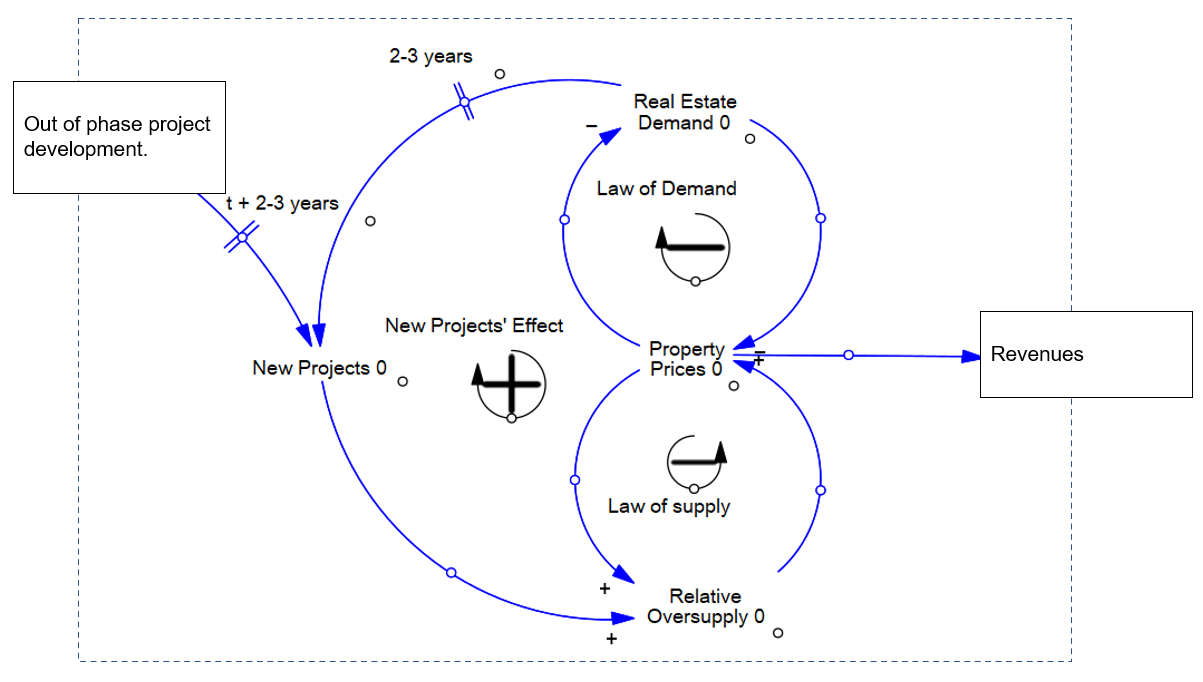 2-3 years
Real Estate
Demand 0
−
Out of phase project
development.
Law of Demand
t + 2-3 years
New Projects' Effect
Property
Prices 0
−
+
Revenues
New Projects 0
Law of supply
+
Relative
Oversupply 0
+